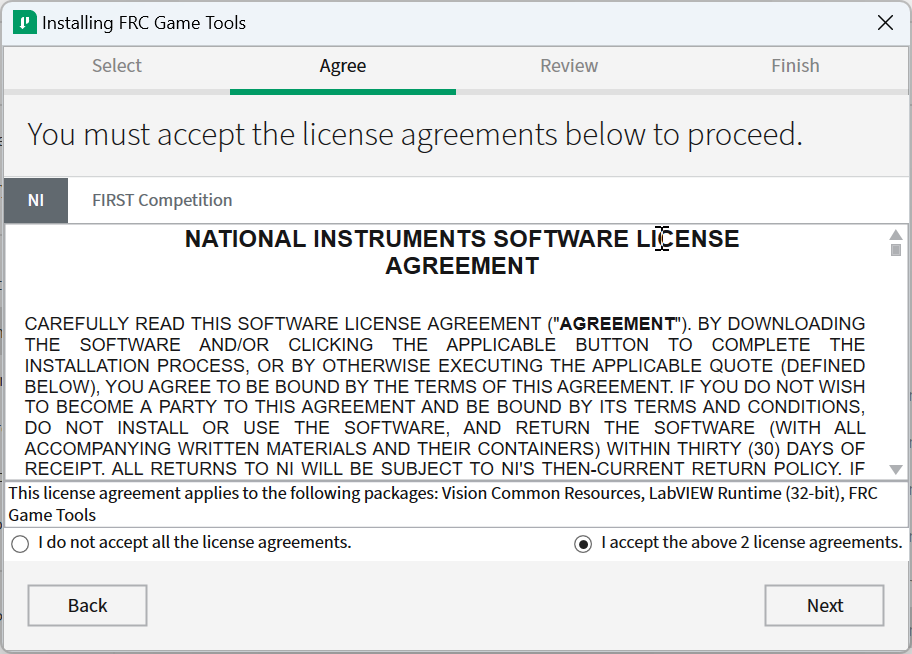 Installing FRC Game Tools
Select Agree Review Finish
You must accept the license agreements below to proceed.
NI FIRST Competition
NATIONAL INSTRUMENTS SOFTWARE LICENSE
AGREEMENT
CAREFULLY READ THIS SOFTWARE LICENSE AGREEMENT ("AGREEMENT"). BY DOWNLOADING
THE SOFTWARE AND/OR CLICKING THE APPLICABLE BUTTON TO COMPLETE THE
INSTALLATION PROCESS, OR BY OTHERWISE EXECUTING THE APPLICABLE QUOTE (DEFINED
BELOW), YOU AGREE TO BE BOUND BY THE TERMS OF THIS AGREEMENT. IF YOU DO NOT WISH
TO BECOME A PARTY TO THIS AGREEMENT AND BE BOUND BY ITS TERMS AND CONDITIONS,
DO NOT INSTALL OR USE THE SOFTWARE, AND RETURN THE SOFTWARE (WITH ALL
ACCOMPANYING WRITTEN MATERIALS AND THEIR CONTAINERS) WITHIN THIRTY (30) DAYS OF
RECEIPT. ALL RETURNS TO NI WILL BE SUBJECT TO NI'S THEN-CURRENT RETURN POLICY. IF
This license agreement applies to the following packages: Vision Common Resources, LabVIEW Runtime (32-bit), FRC
Game Tools
I do not accept all the license agreements. I accept the above 2 license agreements.
Back Next